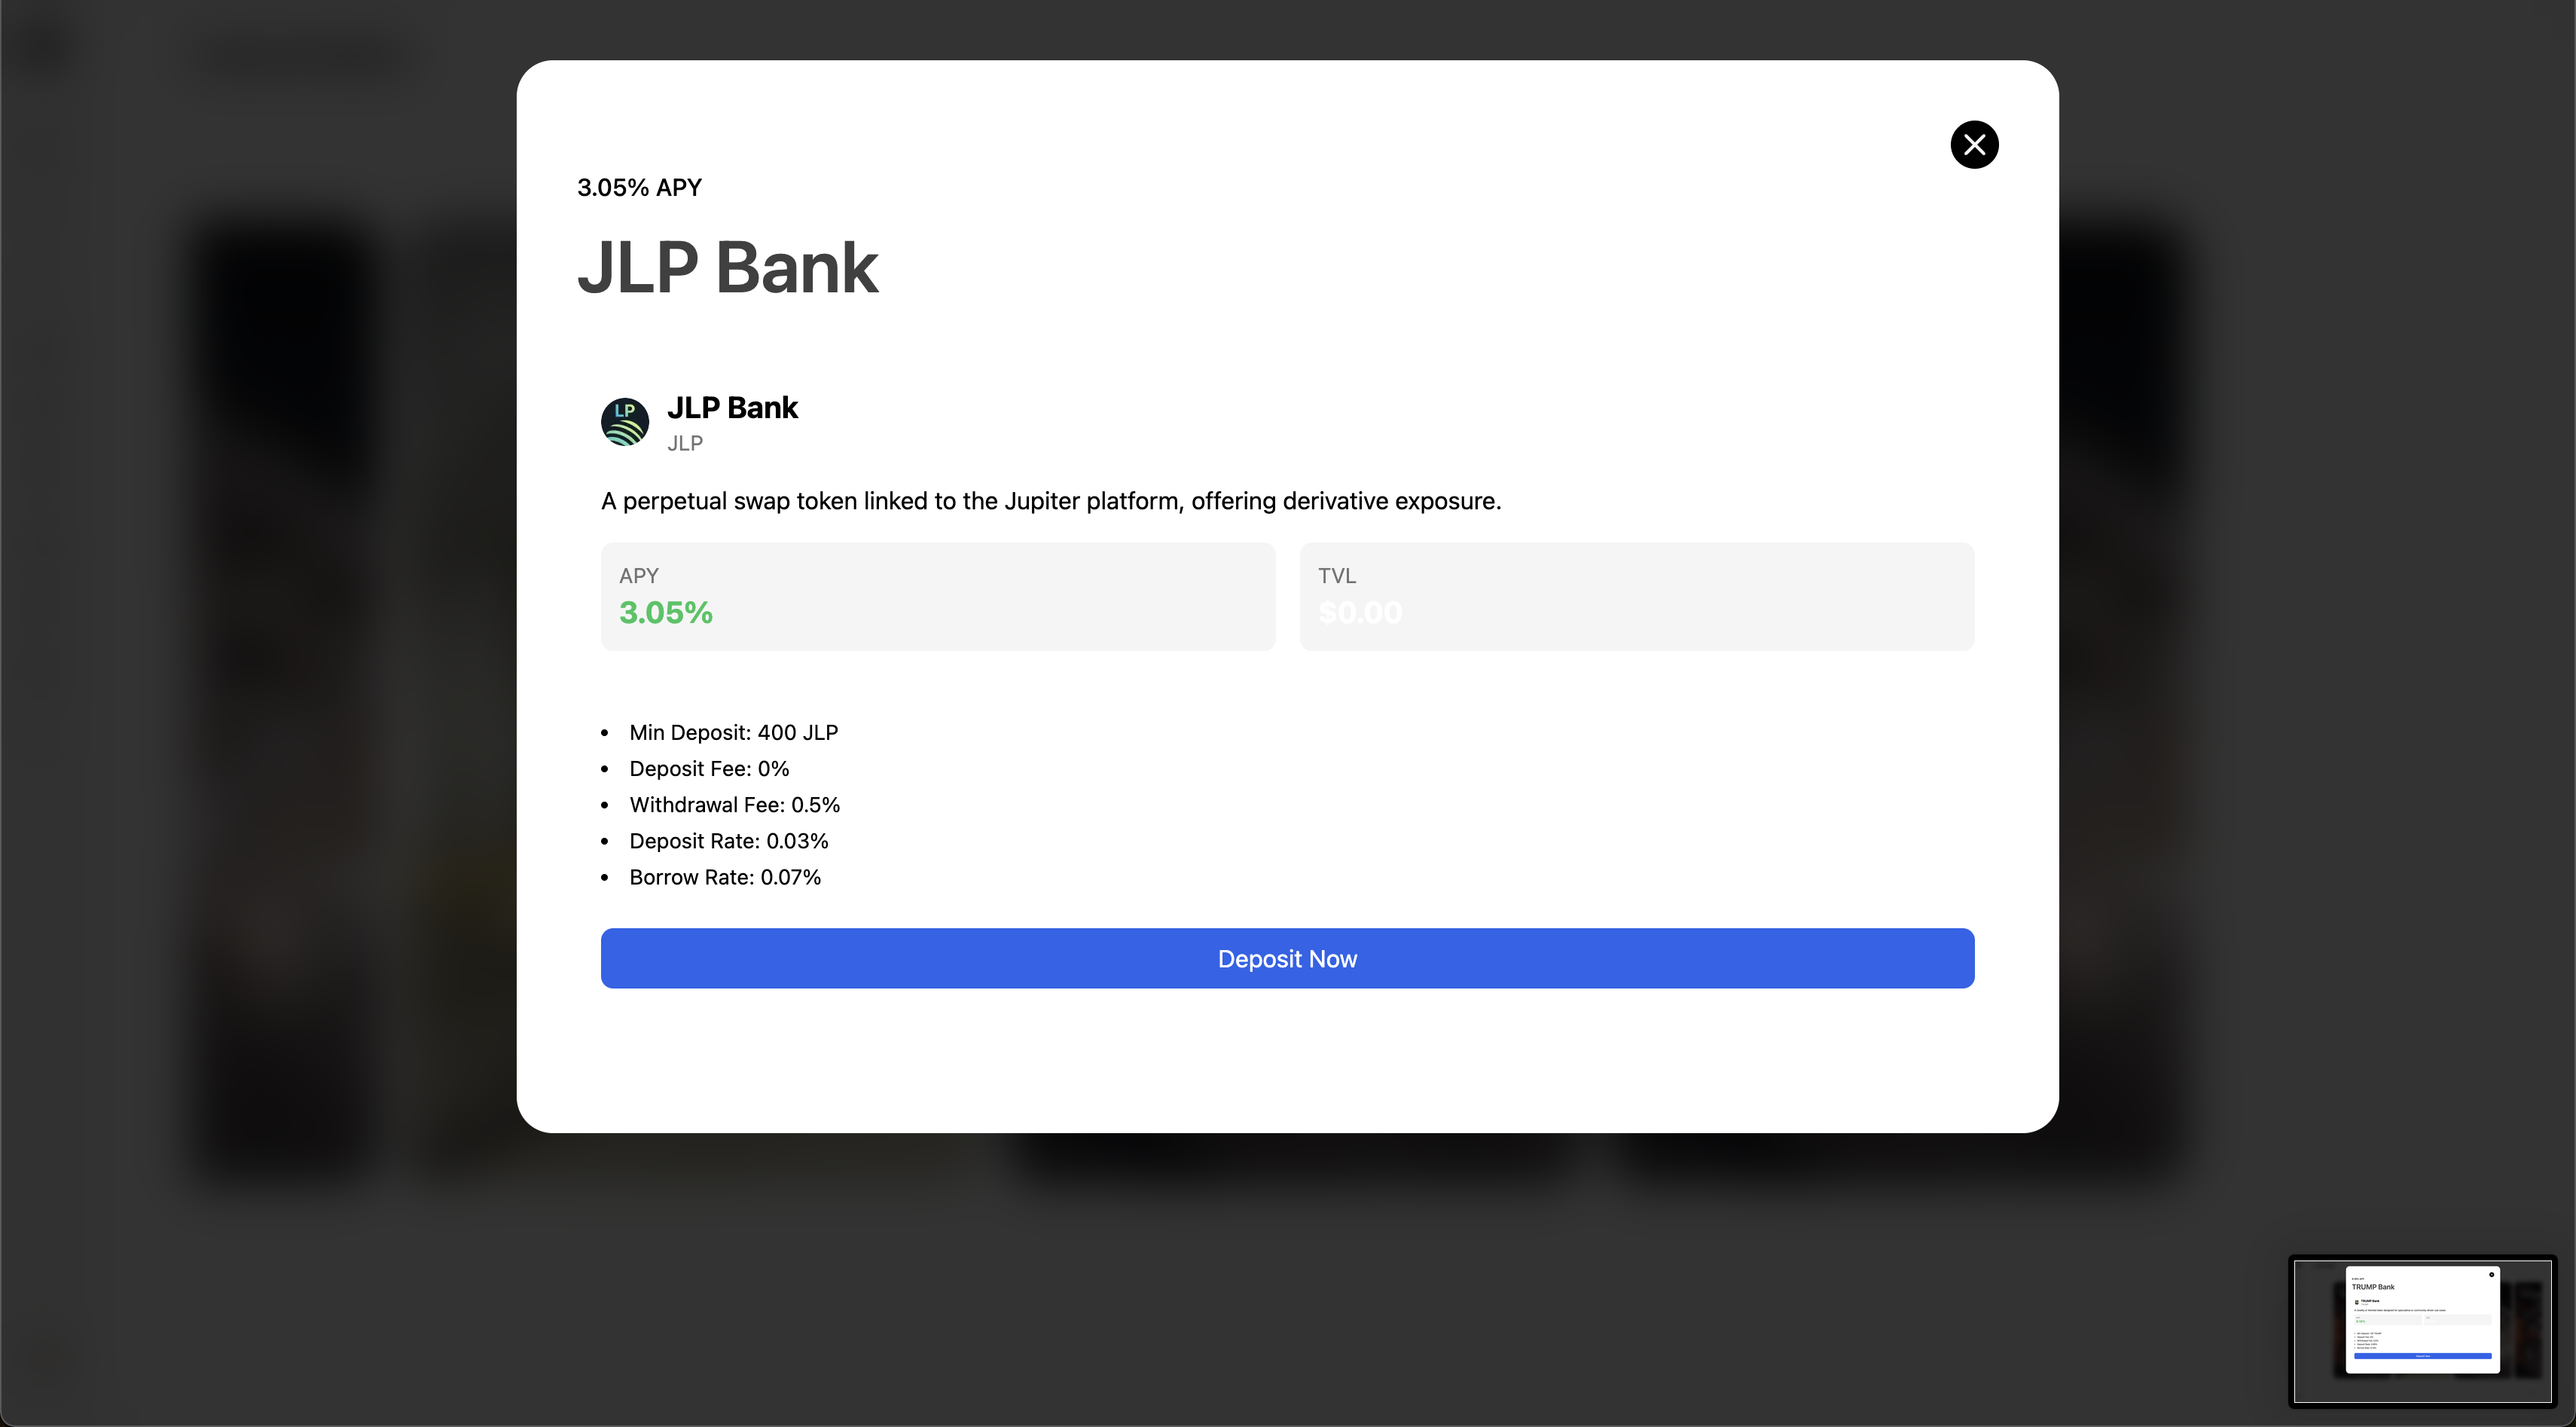 3.05% APY
JLP Bank
LP
JLP Bank
JLP
A perpetual swap token linked to the Jupiter platform, offering derivative exposure.
APY
3.05%
TVL
$0.00
• Min Deposit: 400 JLP
• Deposit Fee: 0%
• Withdrawal Fee: 0.5%
• Deposit Rate: 0.03%
• Borrow Rate: 0.07%
Deposit Now
TRUMP Bank
TRUMP Bank